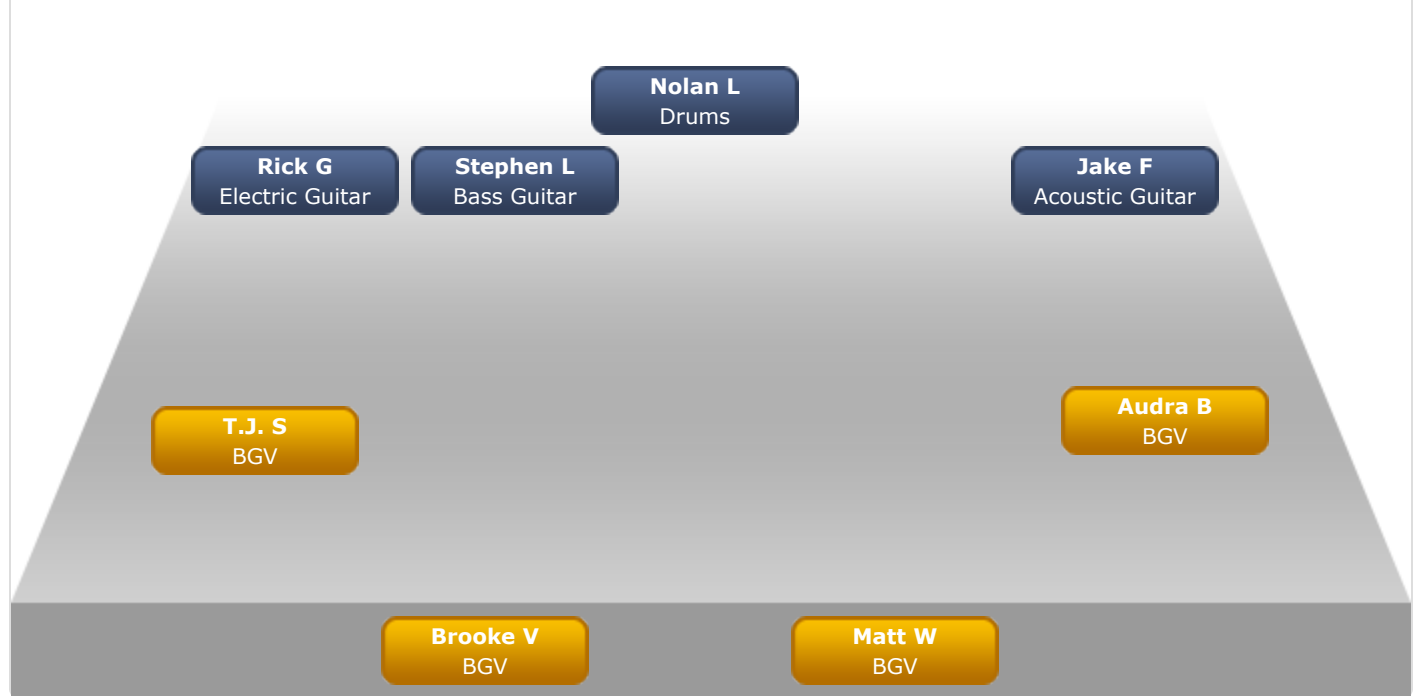 Nolan L
Drums
Rick G
Electric Guitar
Stephen L
Bass Guitar
Jake F
Acoustic Guitar
Audra B
BGV
T.J. S
BGV
Brooke V
BGV
Matt W
BGV